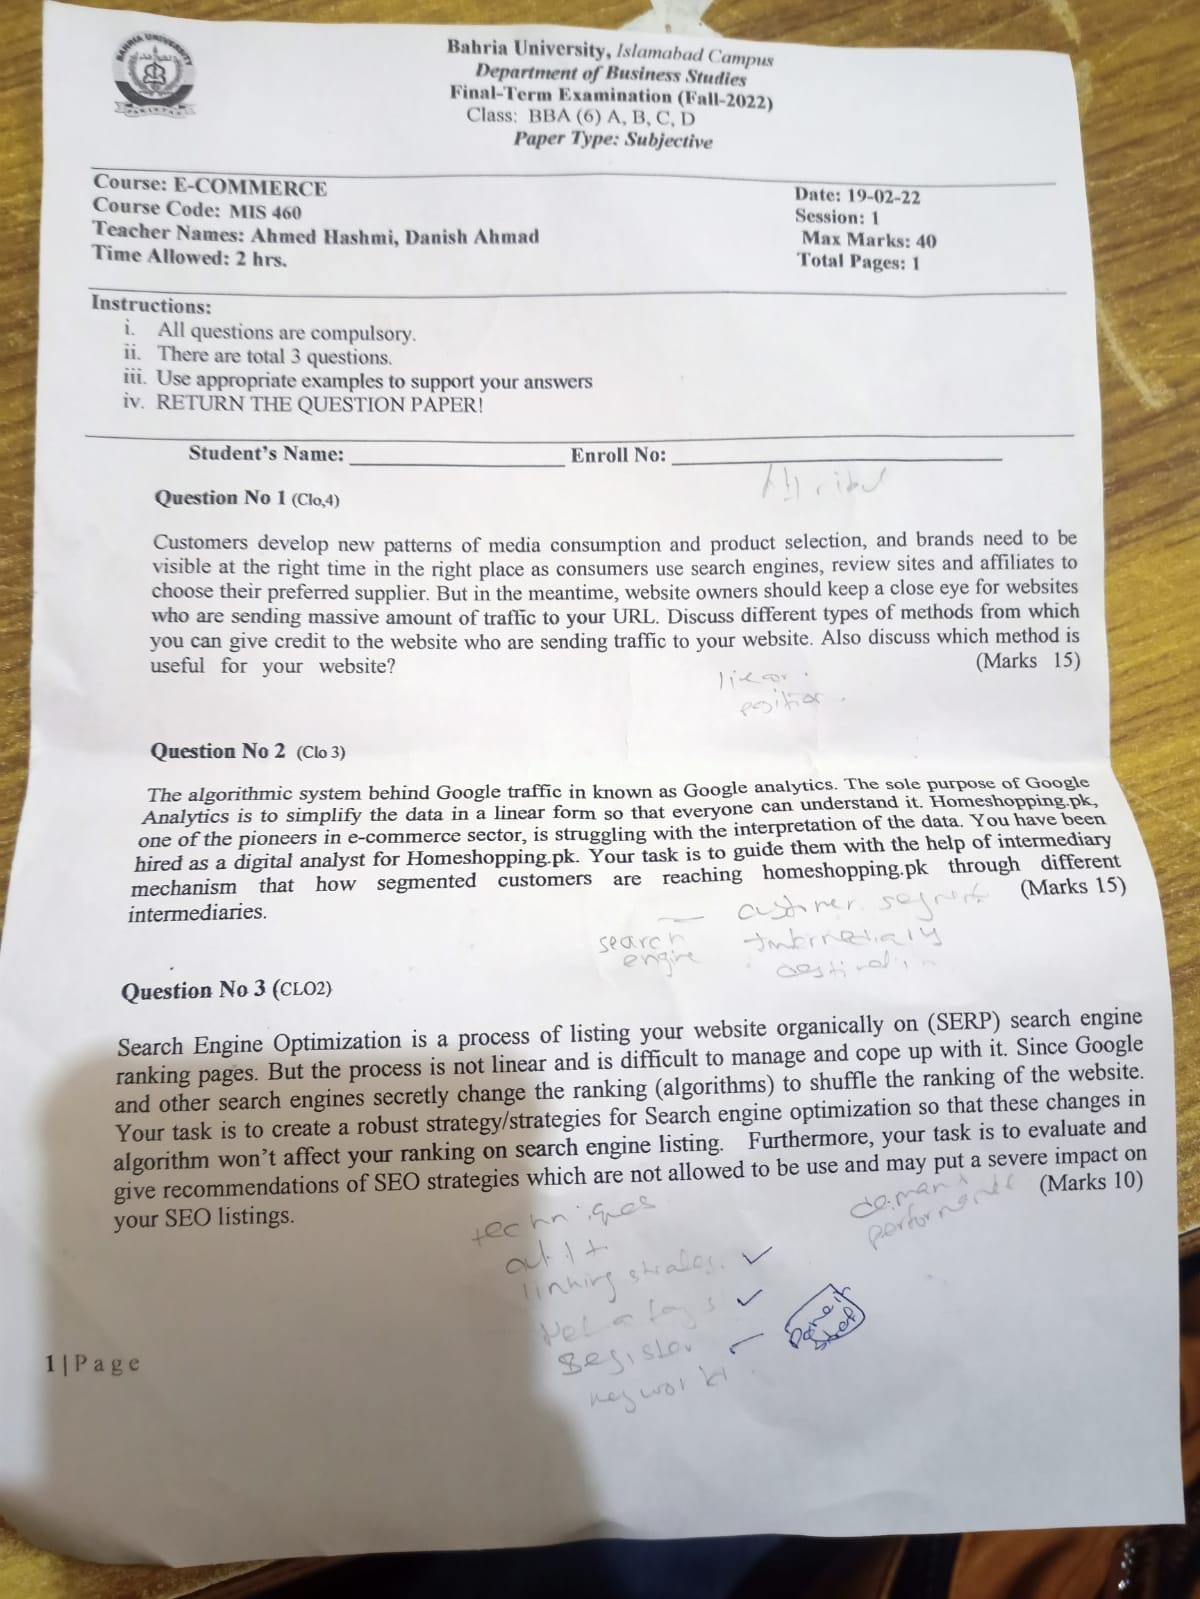 BAHRIA UNIVERSITY
PAKISTAN
Bahria University, Islamabad Campus
Department of Business Studies
Final-Term Examination (Fall-2022)
Class: BBA (6) A, B, C, D
Paper Type: Subjective
Course: E-COMMERCE
Course Code: MIS 460
Teacher Names: Ahmed Hashmi, Danish Ahmad
Time Allowed: 2 hrs.
Date: 19-02-22
Session: 1
Max Marks: 40
Total Pages: 1
Instructions:
i. All questions are compulsory.
ii. There are total 3 questions.
iii. Use appropriate examples to support your answers
iv. RETURN THE QUESTION PAPER!
Student's Name: Enroll No:
Question No 1 (Clo,4)
Customers develop new patterns of media consumption and product selection, and brands need to be
visible at the right time in the right place as consumers use search engines, review sites and affiliates to
choose their preferred supplier. But in the meantime, website owners should keep a close eye for websites
who are sending massive amount of traffic to your URL. Discuss different types of methods from which
you can give credit to the website who are sending traffic to your website. Also discuss which method is
useful for your website? (Marks 15)
linear.
position.
Question No 2 (Clo 3)
The algorithmic system behind Google traffic in known as Google analytics. The sole purpose of Google
Analytics is to simplify the data in a linear form so that everyone can understand it. Homeshopping.pk,
one of the pioneers in e-commerce sector, is struggling with the interpretation of the data. You have been
hired as a digital analyst for Homeshopping.pk. Your task is to guide them with the help of intermediary
mechanism that how segmented customers are reaching homeshopping.pk through different
intermediaries. (Marks 15)
customer segment
search engine
intermediary
Question No 3 (CLO2)
Search Engine Optimization is a process of listing your website organically on (SERP) search engine
ranking pages. But the process is not linear and is difficult to manage and cope up with it. Since Google
and other search engines secretly change the ranking (algorithms) to shuffle the ranking of the website.
Your task is to create a robust strategy/strategies for Search engine optimization so that these changes in
algorithm won't affect your ranking on search engine listing. Furthermore, your task is to evaluate and
give recommendations of SEO strategies which are not allowed to be use and may put a severe impact on
your SEO listings. (Marks 10)
techniques
performance
linking
1 | Page